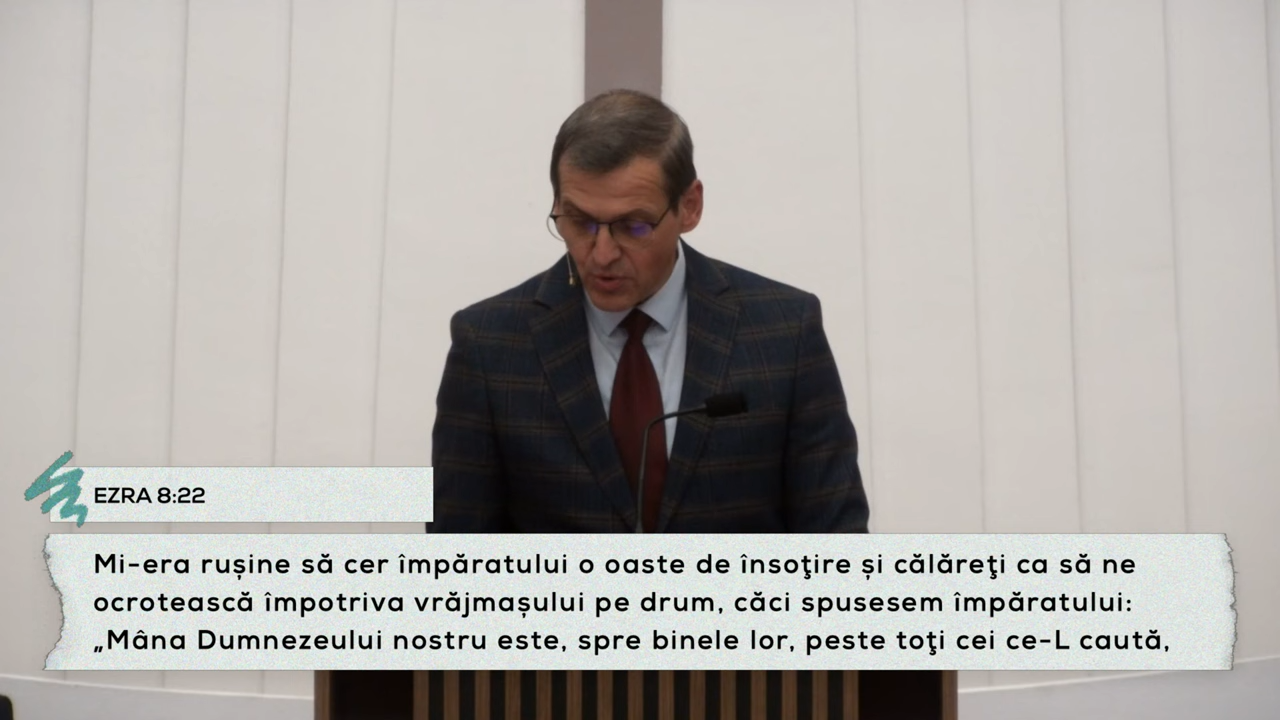 EZRA 8:22
Mi-era rușine să cer împăratului o oaste de însoţire și călăreţi ca să ne
ocrotească împotriva vrăjmașului pe drum, căci spusesem împăratului:
„Mâna Dumnezeului nostru este, spre binele lor, peste toţi cei ce-L caută,